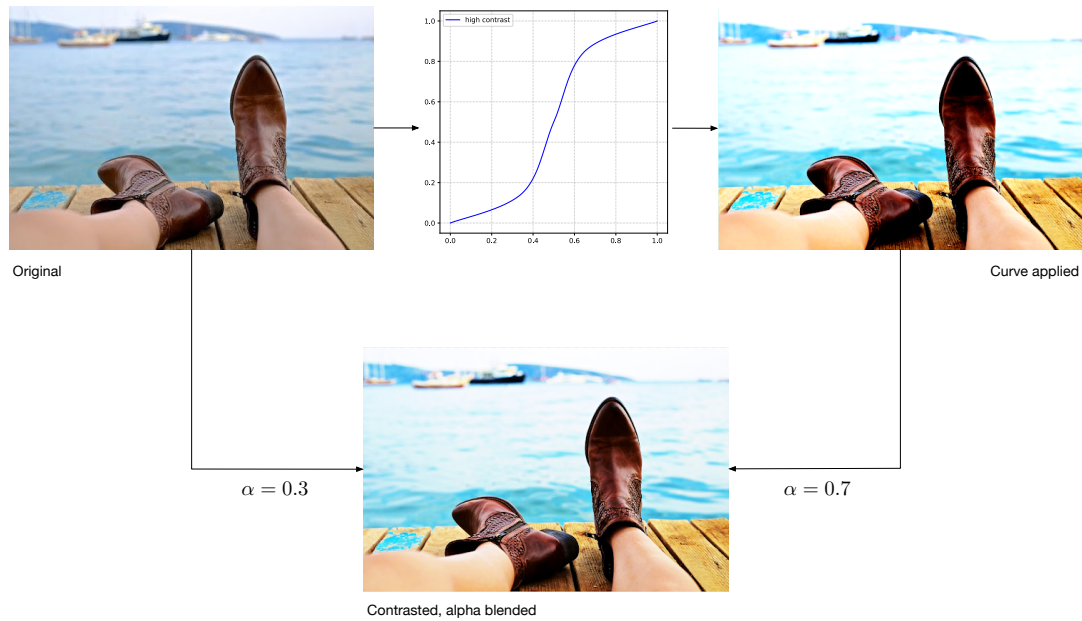 high contrast
1.0
0.8
0.6
0.4
0.2
0.0
0.0 0.2 0.4 0.6 0.8 1.0
Original
Curve applied
α = 0.3
α = 0.7
Contrasted, alpha blended